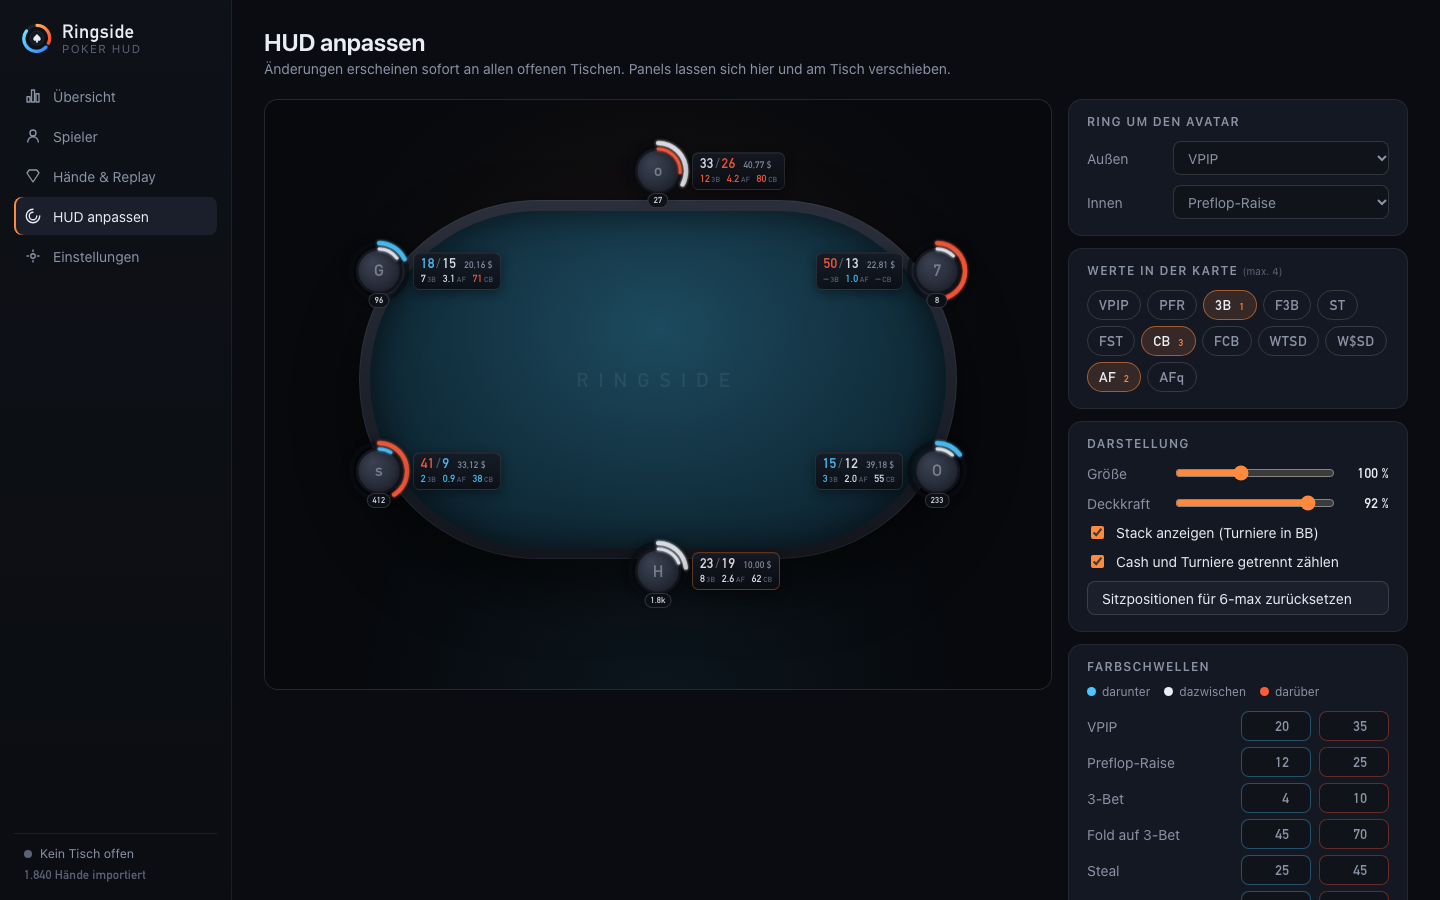 Ringside
POKER HUD
Übersicht
Spieler
Hände & Replay
HUD anpassen
Einstellungen
Kein Tisch offen
1.840 Hände importiert
HUD anpassen
Änderungen erscheinen sofort an allen offenen Tischen. Panels lassen sich hier und am Tisch verschieben.
o
33/26 40,77 $
12 3B 4.2 AF 80 CB
27
G
18/15 20,16 $
7 3B 3.1 AF 71 CB
96
50/13 22,81 $
– 3B 1.0 AF – CB
7
8
RINGSIDE
s
41/9 33,12 $
2 3B 0.9 AF 38 CB
412
15/12 39,18 $
3 3B 2.0 AF 55 CB
O
233
H
23/19 10,00 $
8 3B 2.6 AF 62 CB
1.8k
RING UM DEN AVATAR
Außen VPIP
Innen Preflop-Raise
WERTE IN DER KARTE (max. 4)
VPIP PFR 3B 1 F3B ST
FST CB 3 FCB WTSD W$SD
AF 2 AFq
DARSTELLUNG
Größe 100 %
Deckkraft 92 %
Stack anzeigen (Turniere in BB)
Cash und Turniere getrennt zählen
Sitzpositionen für 6-max zurücksetzen
FARBSCHWELLEN
darunter dazwischen darüber
VPIP 20 35
Preflop-Raise 12 25
3-Bet 4 10
Fold auf 3-Bet 45 70
Steal 25 45